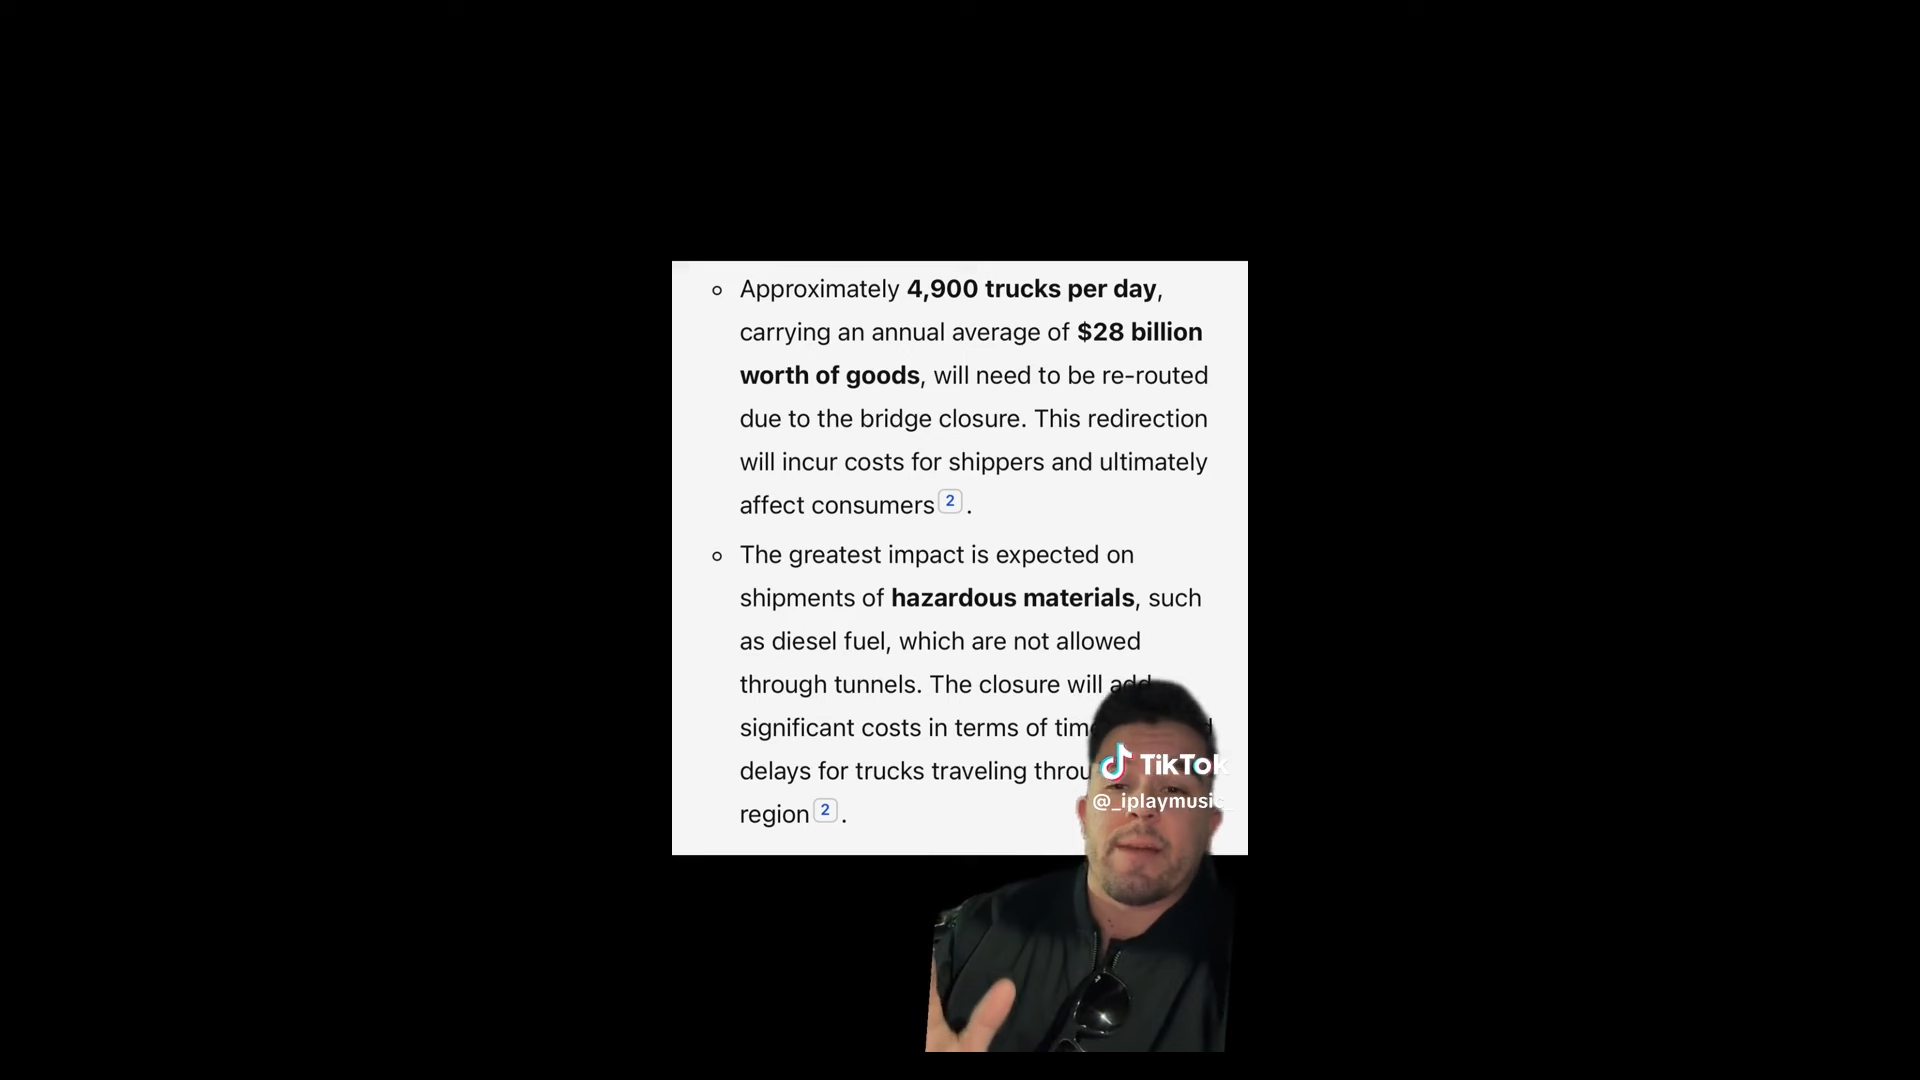 Approximately 4,900 trucks per day,
carrying an annual average of $28 billion
worth of goods, will need to be re-routed
due to the bridge closure. This redirection
will incur costs for shippers and ultimately
affect consumers 2 .
The greatest impact is expected on
shipments of hazardous materials, such
as diesel fuel, which are not allowed
through tunnels. The closure will add
significant costs in terms of
delays for trucks traveling
region 2 .
TikTok
@_iplaymusic_